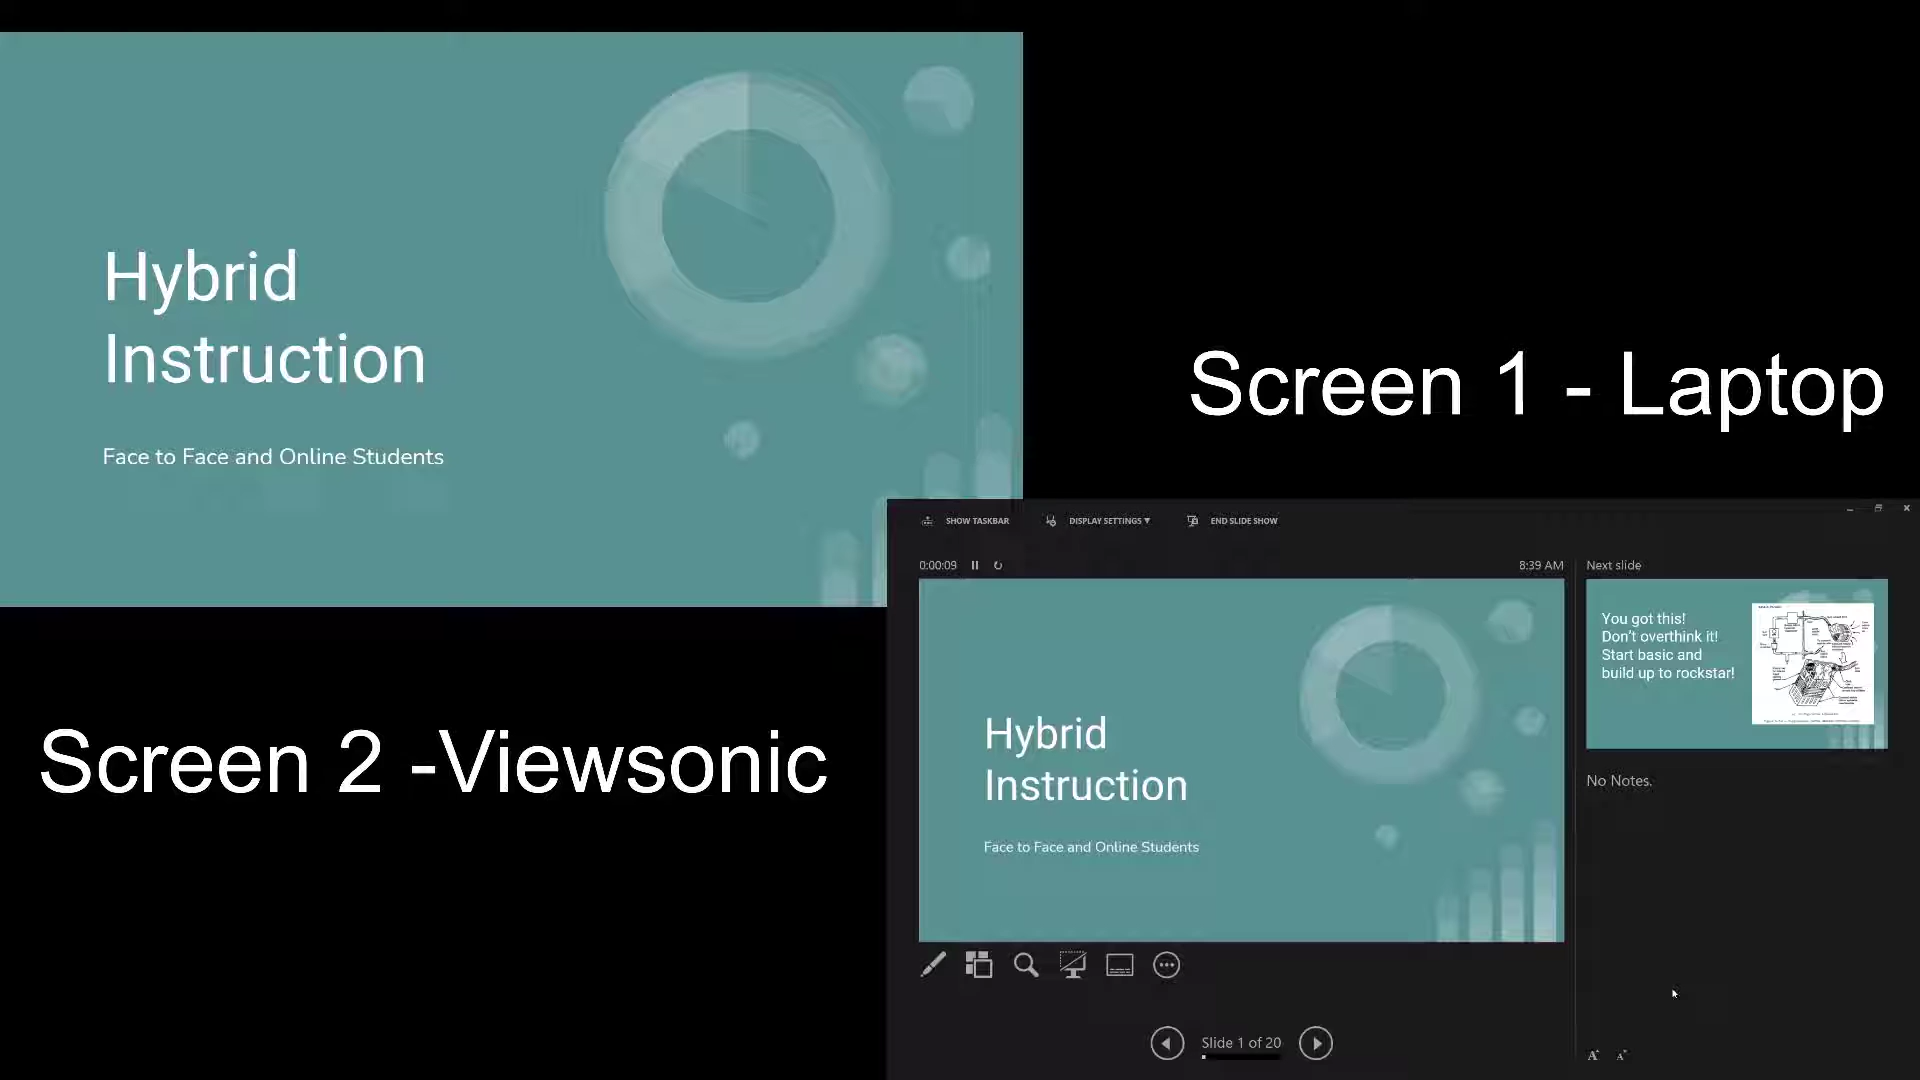 Hybrid
Instruction
Face to Face and Online Students
Screen 1 - Laptop
Screen 2 -Viewsonic
SHOW TASKBAR
DISPLAY SETTINGS ▼
END SLIDE SHOW
0:00:09
8:39 AM
Hybrid
Instruction
Face to Face and Online Students
Slide 1 of 20
Next slide
You got this!
Don't overthink it!
Start basic and
build up to rockstar!
No Notes.
A A